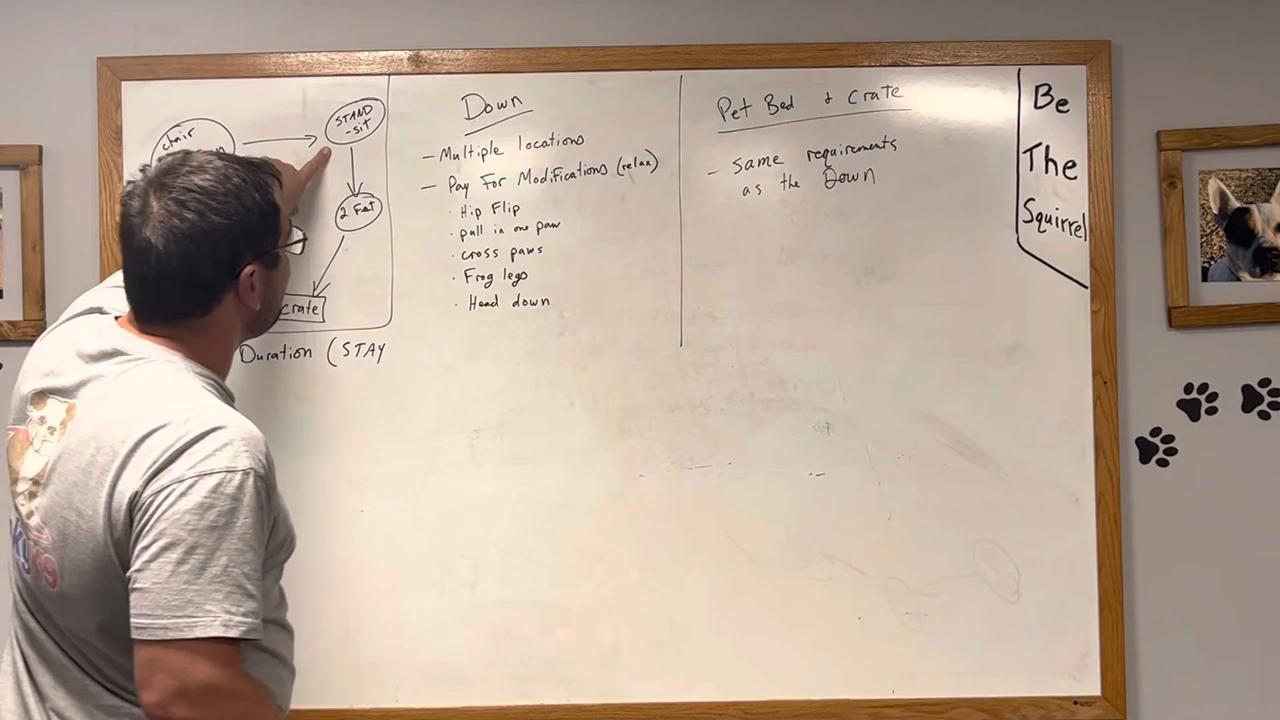 chair
STAND
-SIT
2 Feet
crate
Duration (STAY
Down
- Multiple locations
- Pay For Modifications (relax)
· Hip Flip
· pull in one paw
· cross paws
· Frog legs
· Head down
Pet Bed & Crate
- same requirements
as the Down
Be
The
Squirrel